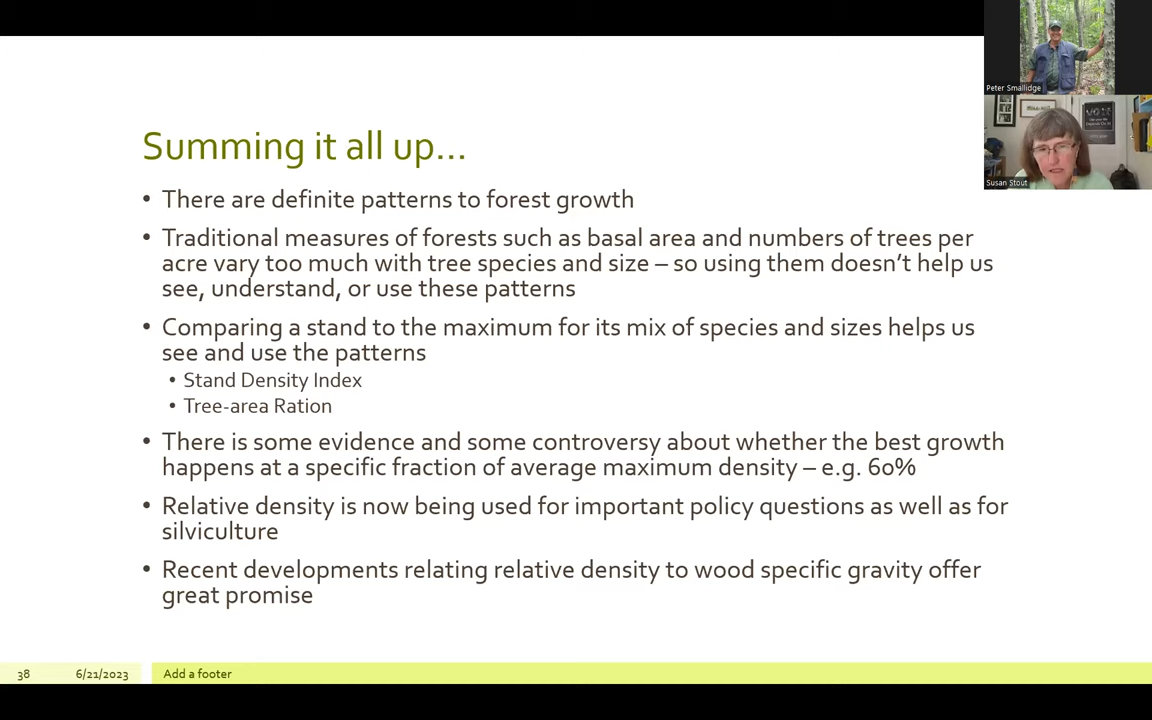 Peter Smallidge
VOTE
Susan Stout
Summing it all up...
• There are definite patterns to forest growth
• Traditional measures of forests such as basal area and numbers of trees per
acre vary too much with tree species and size – so using them doesn't help us
see, understand, or use these patterns
• Comparing a stand to the maximum for its mix of species and sizes helps us
see and use the patterns
• Stand Density Index
• Tree-area Ration
• There is some evidence and some controversy about whether the best growth
happens at a specific fraction of average maximum density – e.g. 60%
• Relative density is now being used for important policy questions as well as for
silviculture
• Recent developments relating relative density to wood specific gravity offer
great promise
38 6/21/2023 Add a footer